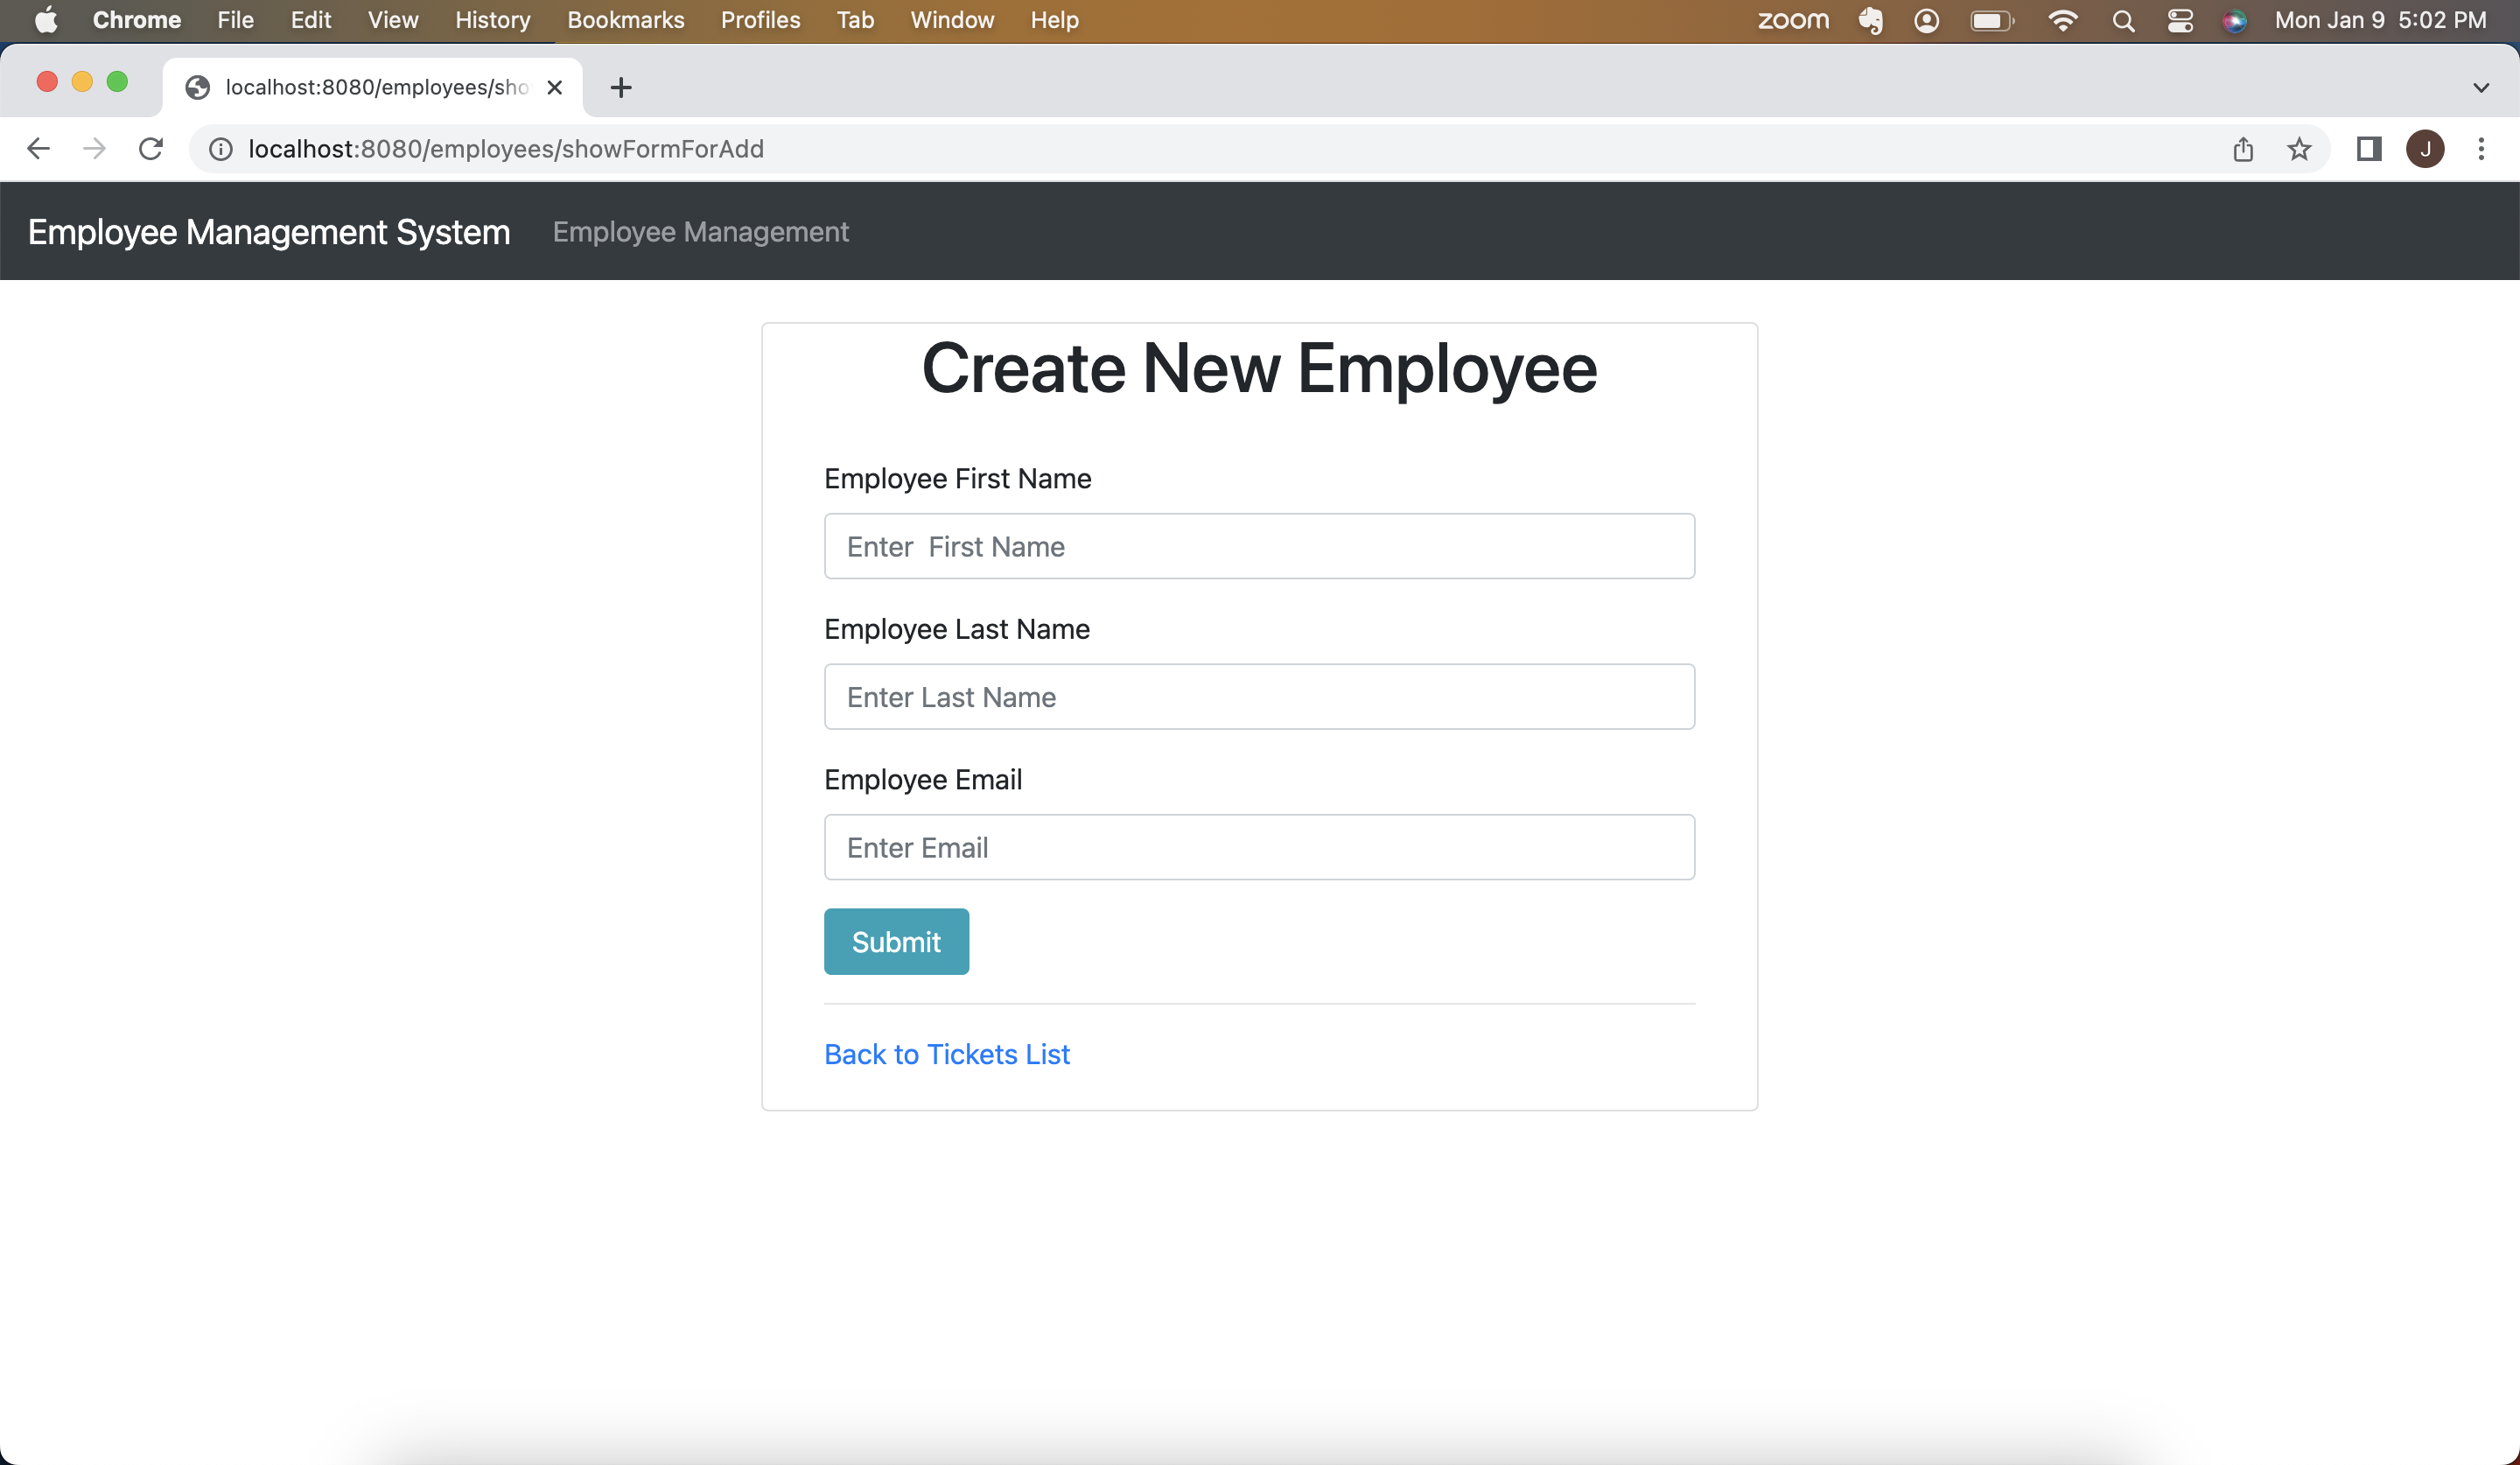 Chrome File Edit View History Bookmarks Profiles Tab Window Help zoom Mon Jan 9 5:02 PM
localhost:8080/employees/sho
localhost:8080/employees/showFormForAdd J
Employee Management System Employee Management
Create New Employee
Employee First Name
Enter  First Name
Employee Last Name
Enter Last Name
Employee Email
Enter Email
Submit
Back to Tickets List